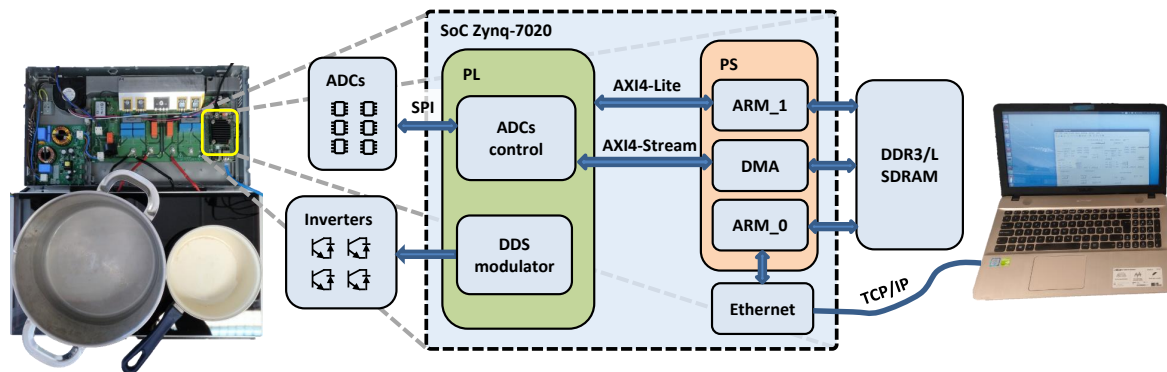 SoC Zynq-7020
ADCs
SPI
PL
ADCs
control
DDS
modulator
Inverters
AXI4-Lite
AXI4-Stream
PS
ARM_1
DMA
ARM_0
Ethernet
DDR3/L
SDRAM
TCP/IP